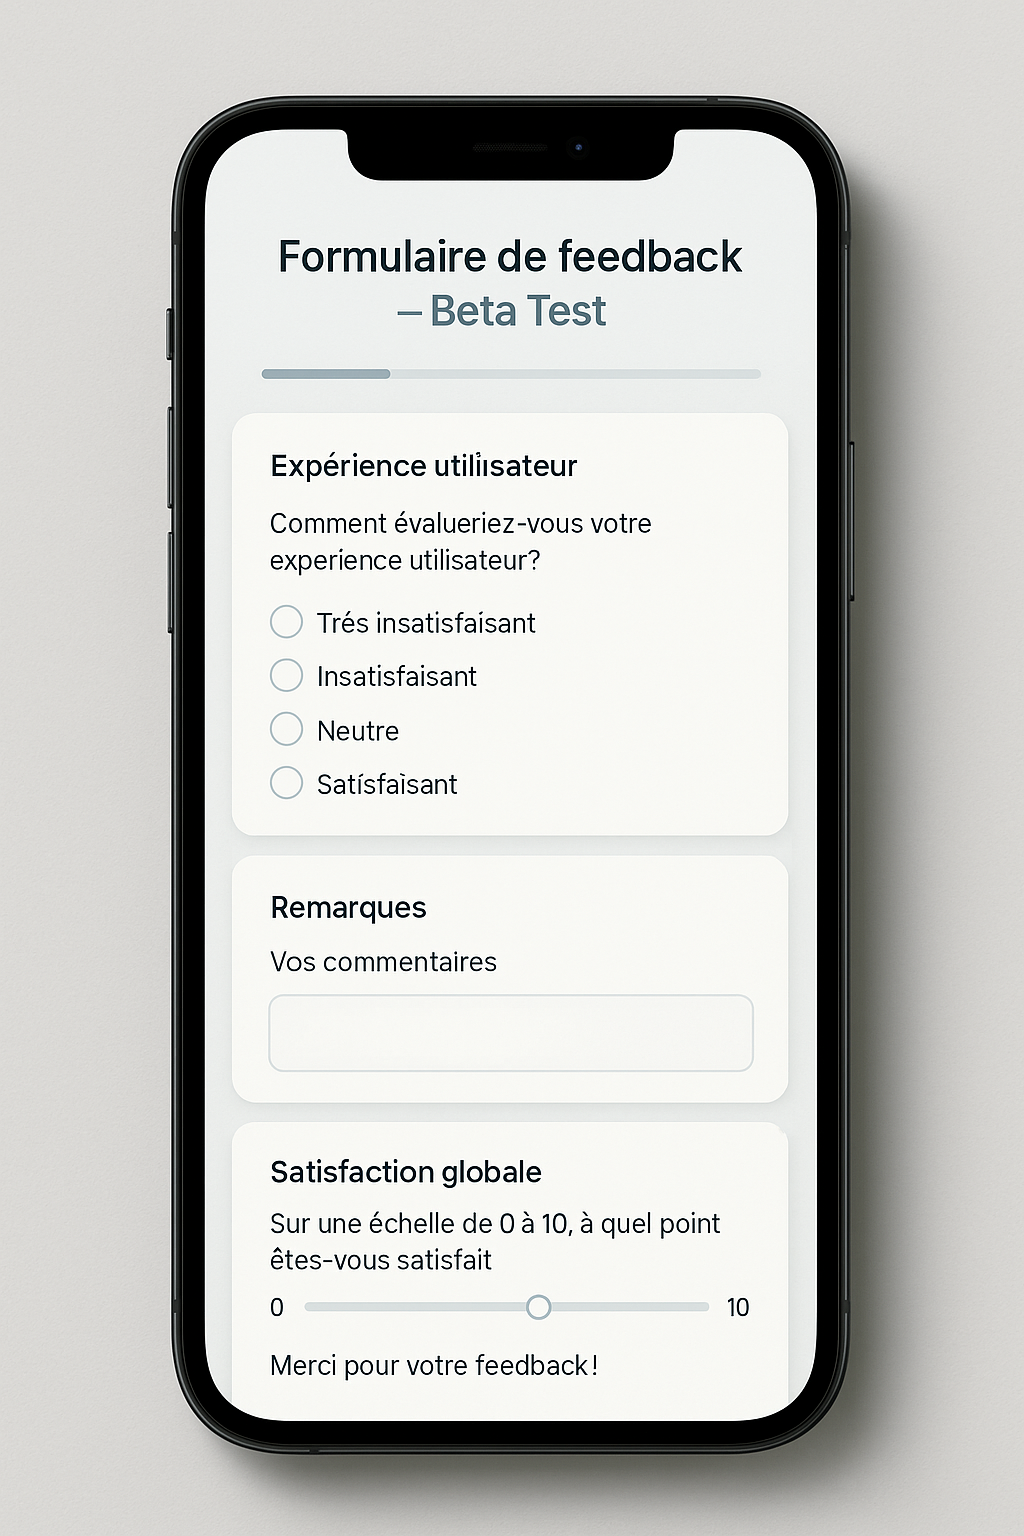 Formulaire de feedback
– Beta Test
Expérience utilisateur
Comment évalueriez-vous votre
experience utilisateur?
Trés insatisfaísant
Insatisfaisant
Neutre
Satísfaìsant
Remarques
Vos commentaires
Satisfaction globale
Sur une échelle de 0 à 10, à quel point
êtes-vous satisfait
0
10
Merci pour votre feedback!